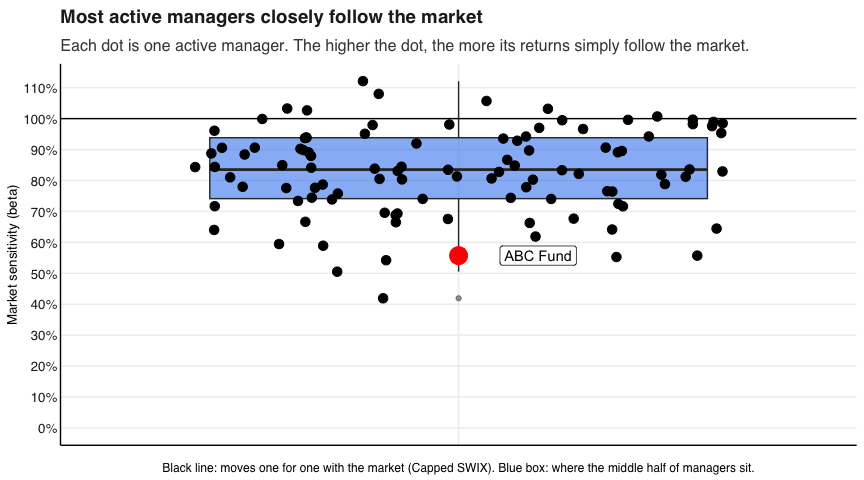 Most active managers closely follow the market
Each dot is one active manager. The higher the dot, the more its returns simply follow the market.
Market sensitivity (beta)
110%
100%
90%
80%
70%
60%
50%
40%
30%
20%
10%
0%
ABC Fund
Black line: moves one for one with the market (Capped SWIX). Blue box: where the middle half of managers sit.